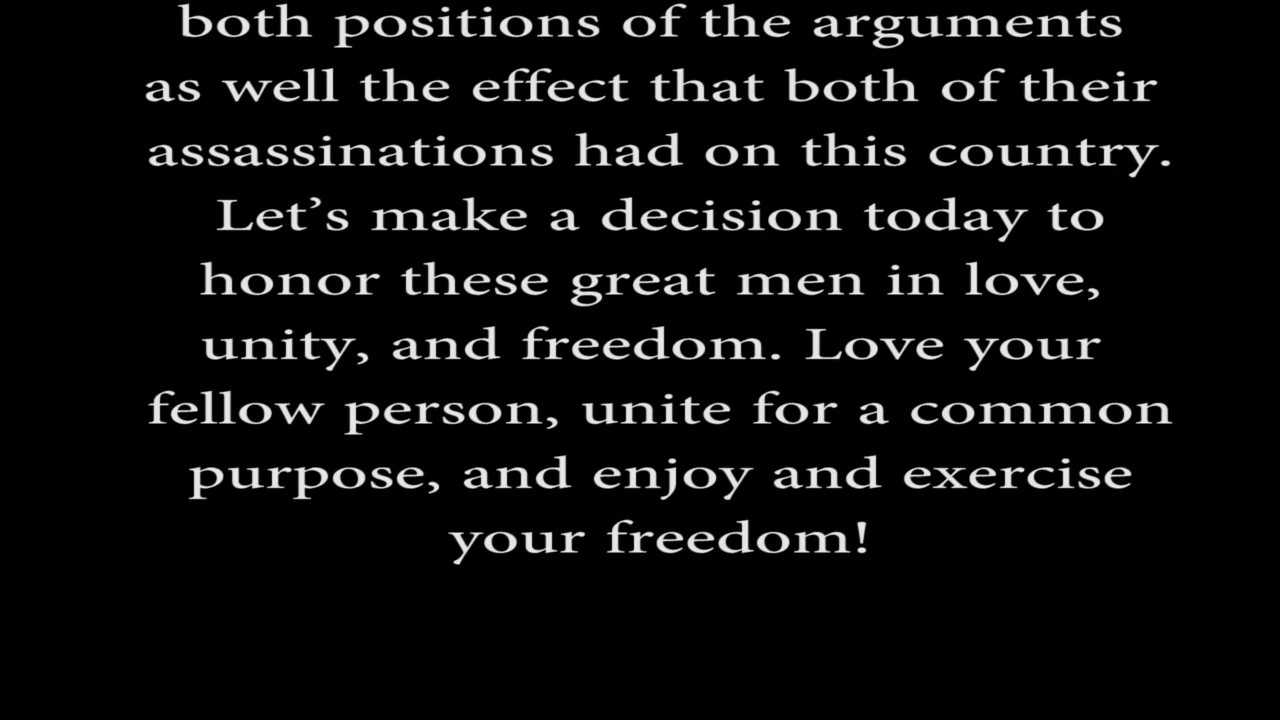 both positions of the arguments
as well the effect that both of their
assassinations had on this country.
Let’s make a decision today to
honor these great men in love,
unity, and freedom. Love your
fellow person, unite for a common
purpose, and enjoy and exercise
your freedom!